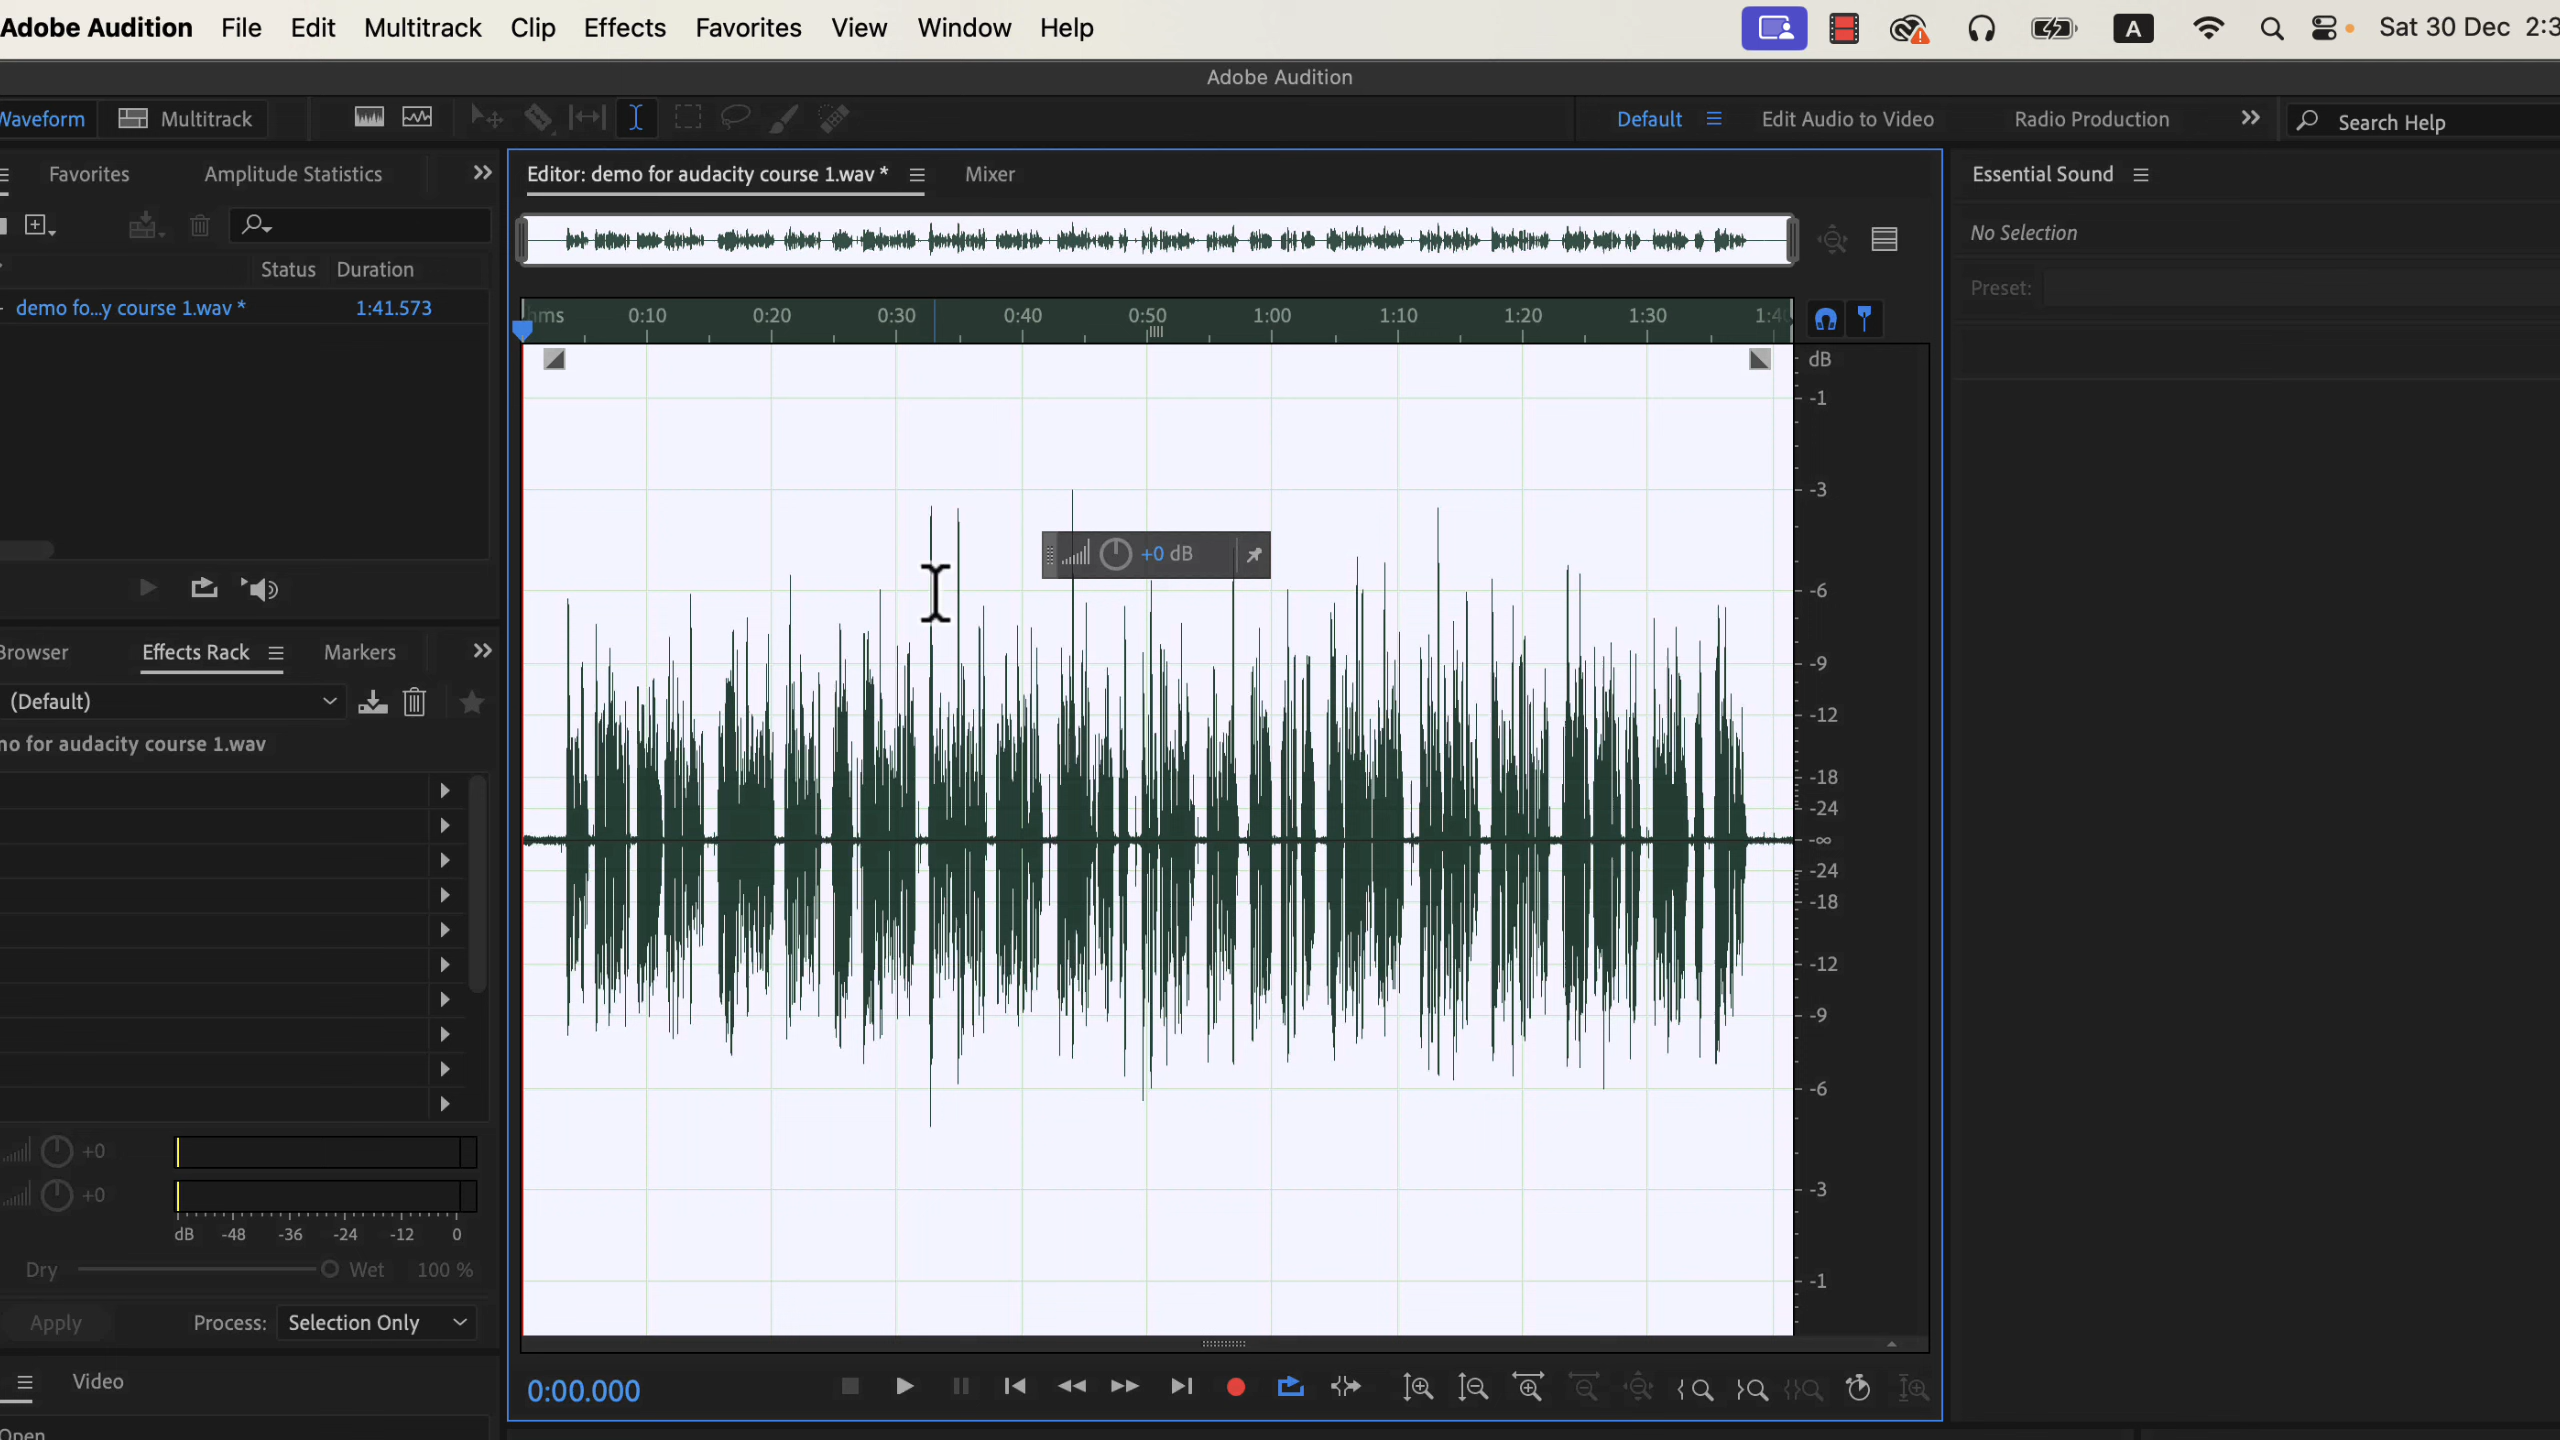 Adobe Audition File Edit Multitrack Clip Effects Favorites View Window Help A Sat 30 Dec 2:3
Adobe Audition
Waveform Multitrack Default Edit Audio to Video Radio Production Search Help
Favorites Amplitude Statistics Editor: demo for audacity course 1.wav * Mixer Essential Sound
No Selection
Status Duration
Preset:
demo fo...y course 1.wav * 1:41.573
hms 0:10 0:20 0:30 0:40 0:50 1:00 1:10 1:20 1:30 1:4
dB
-1
-3
+0 dB
-6
Browser Effects Rack Markers
-9
(Default)
-12
no for audacity course 1.wav
-18
-24
-∞
-24
-18
-12
-9
-6
+0
-3
+0
dB -48 -36 -24 -12 0
Dry Wet 100 %
-1
Apply Process: Selection Only
Video
0:00.000
Open